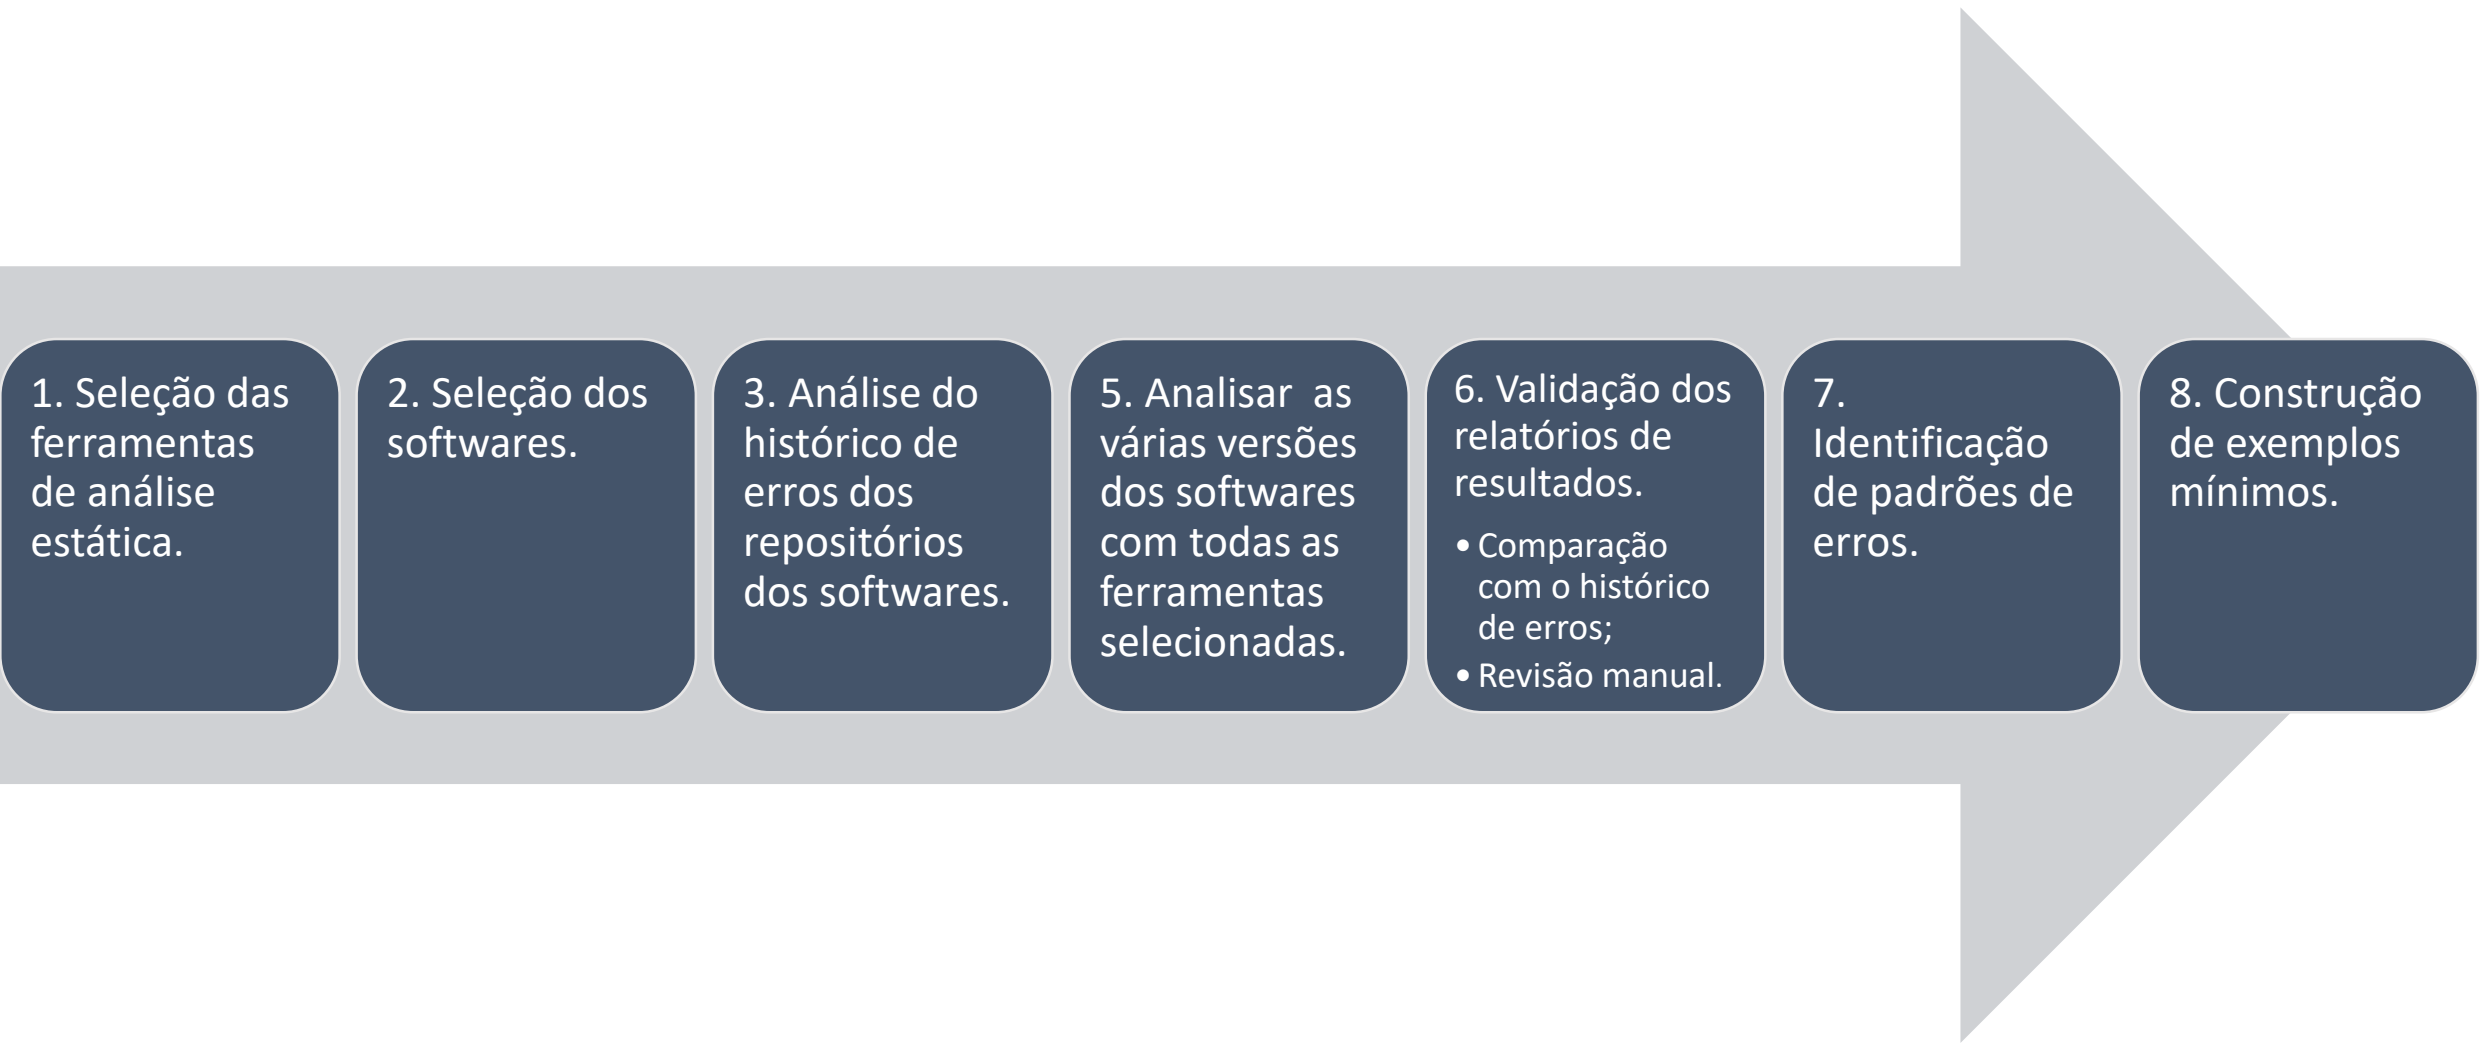 1. Seleção das
ferramentas
de análise
estática.
2. Seleção dos
softwares.
3. Análise do
histórico de
erros dos
repositórios
dos softwares.
5. Analisar  as
várias versões
dos softwares
com todas as
ferramentas
selecionadas.
6. Validação dos
relatórios de
resultados.
• Comparação
com o histórico
de erros;
• Revisão manual.
7.
Identificação
de padrões de
erros.
8. Construção
de exemplos
mínimos.